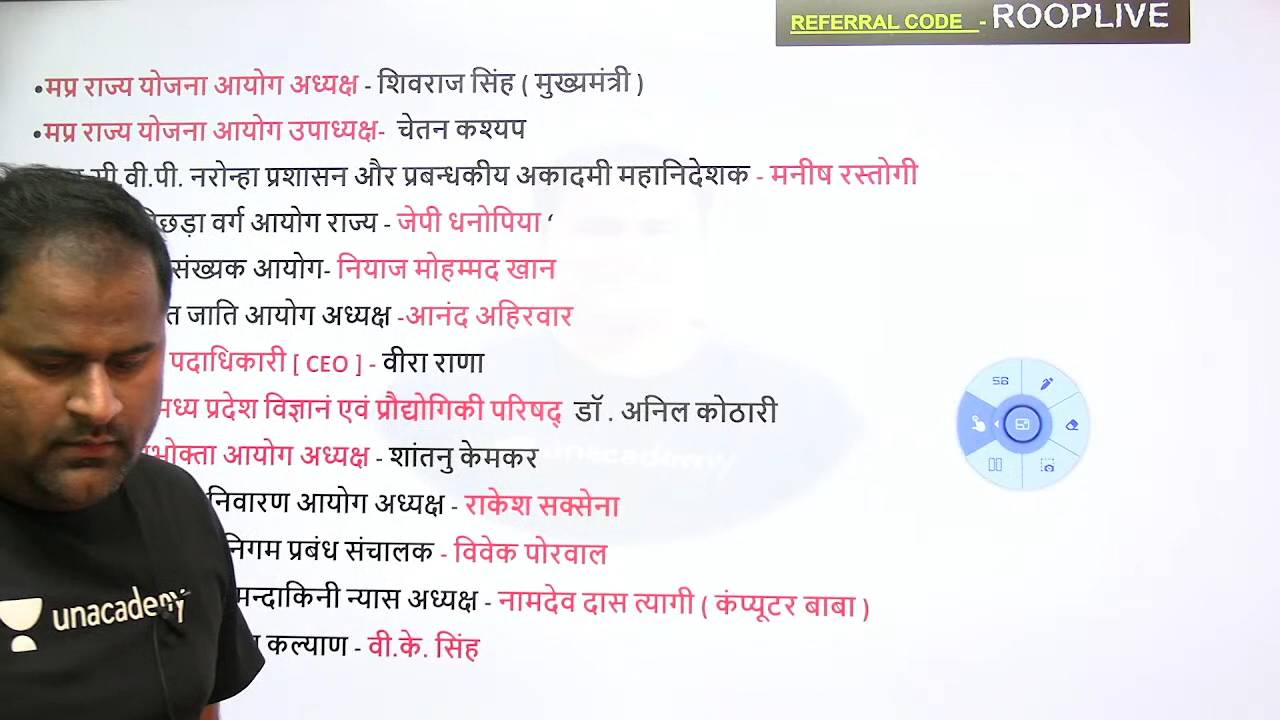 REFERRAL CODE - ROOPLIVE
•मप्र राज्य योजना आयोग अध्यक्ष - शिवराज सिंह ( मुख्यमंत्री )
•मप्र राज्य योजना आयोग उपाध्यक्ष- चेतन कश्यप
सी.वी.पी. नरोन्हा प्रशासन और प्रबन्धकीय अकादमी महानिदेशक - मनीष रस्तोगी
वर्ग आयोग राज्य - जेपी धनोपिया ‘
आयोग- नियाज मोहम्मद खान
जाति आयोग अध्यक्ष -आनंद अहिरवार
पदाधिकारी [ CEO ] - वीरा राणा
मध्य प्रदेश विज्ञानं एवं प्रौद्योगिकी परिषद् डॉ . अनिल कोठारी
आयोग अध्यक्ष - शांतनु केमकर
निवारण आयोग अध्यक्ष - राकेश सक्सेना
निगम प्रबंध संचालक - विवेक पोरवाल
मन्दाकिनी न्यास अध्यक्ष - नामदेव दास त्यागी ( कंप्यूटर बाबा )
कल्याण - वी.के. सिंह
unacademy